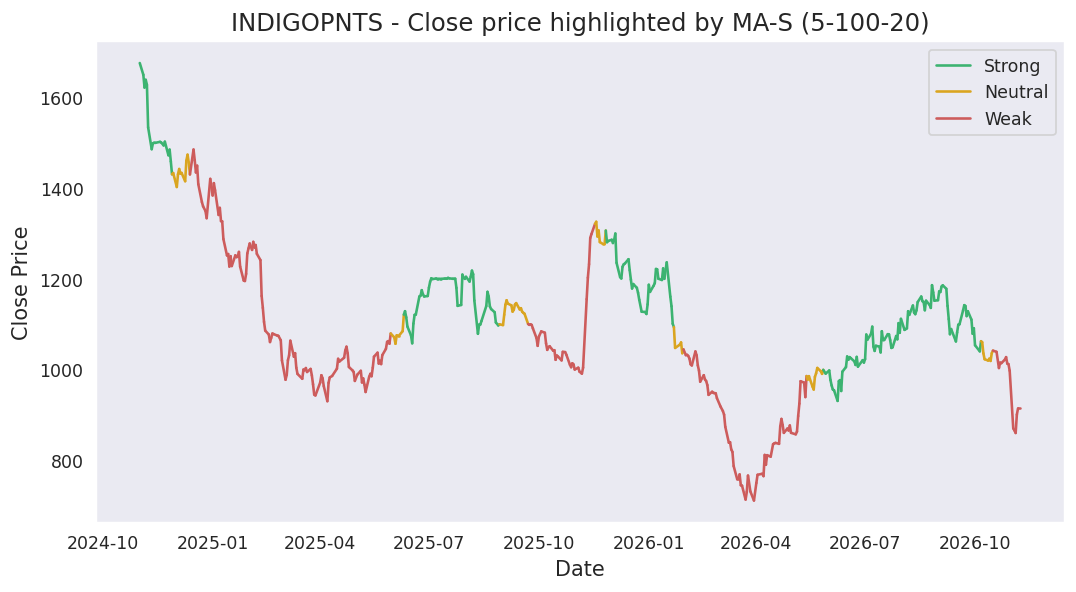 INDIGOPNTS - Close price highlighted by MA-S (5-100-20)
Strong
Neutral
Weak
Close Price
1600
1400
1200
1000
800
2024-10 2025-01 2025-04 2025-07 2025-10 2026-01 2026-04 2026-07 2026-10
Date